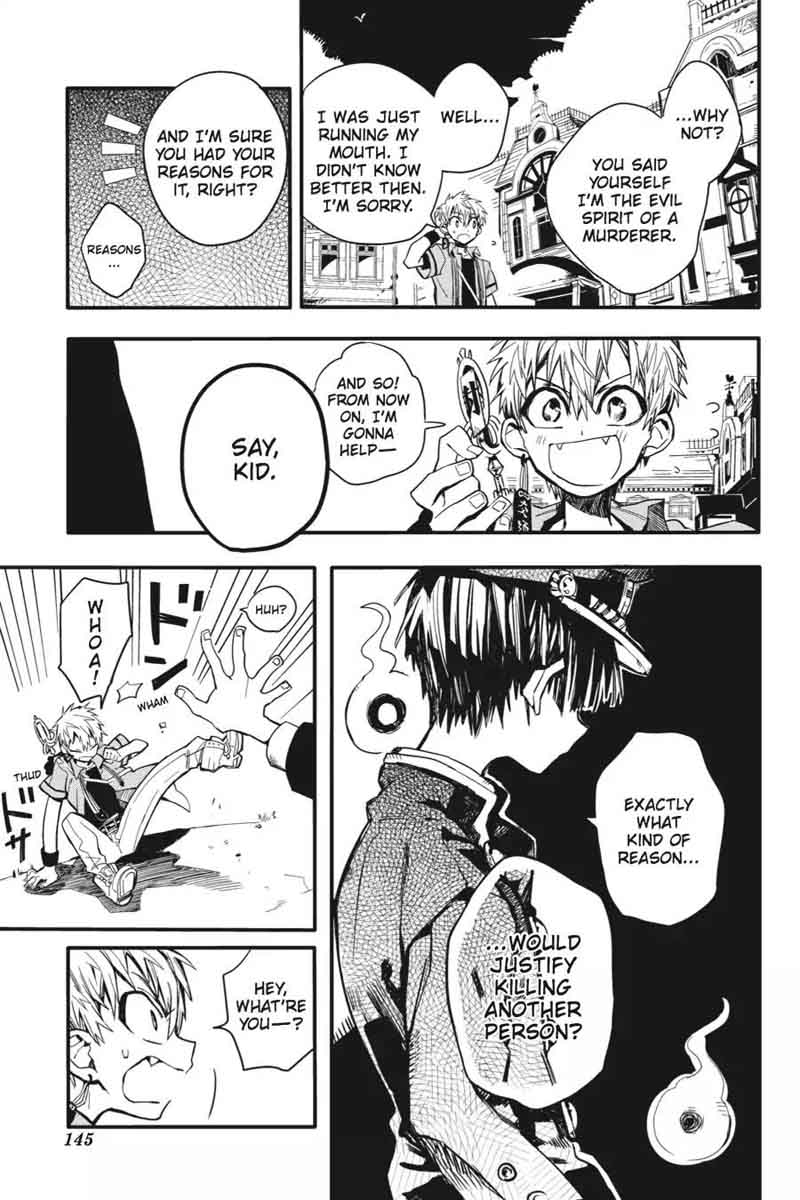 ...WHY
NOT?
YOU SAID
YOURSELF
I'M THE EVIL
SPIRIT OF A
MURDERER.
WELL...
I WAS JUST
RUNNING MY
MOUTH. I
DIDN'T KNOW
BETTER THEN.
I'M SORRY.
AND I'M SURE
YOU HAD YOUR
REASONS FOR
IT, RIGHT?
REASONS
...
AND SO!
FROM NOW
ON, I'M
GONNA
HELP—
SAY,
KID.
EXACTLY
WHAT
KIND OF
REASON...
...WOULD
JUSTIFY
KILLING
ANOTHER
PERSON?
HUH?
ドン
WHAM
WHOA!
THUD
ドサ
HEY,
WHAT'RE
YOU—?
145